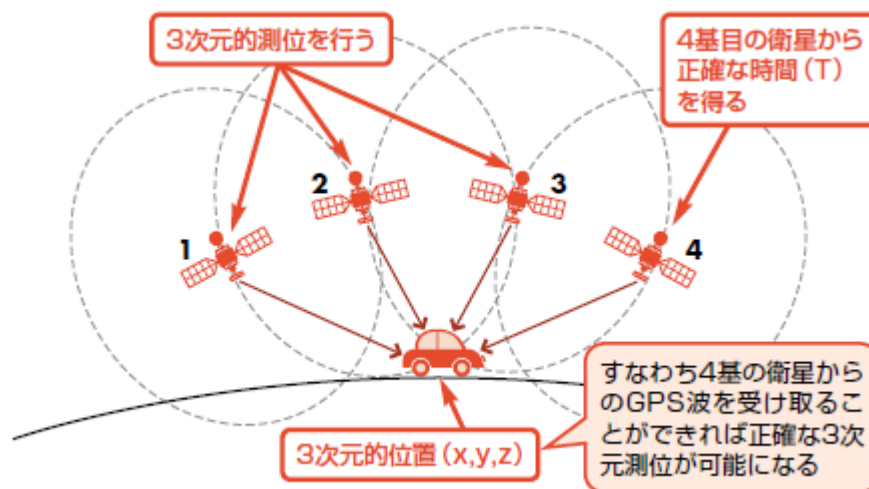 3次元的測位を行う
4基目の衛星から
正確な時間（T）
を得る
1
2
3
4
すなわち4基の衛星から
のGPS波を受け取るこ
とができれば正確な3次
元測位が可能になる
3次元的位置（x,y,z）